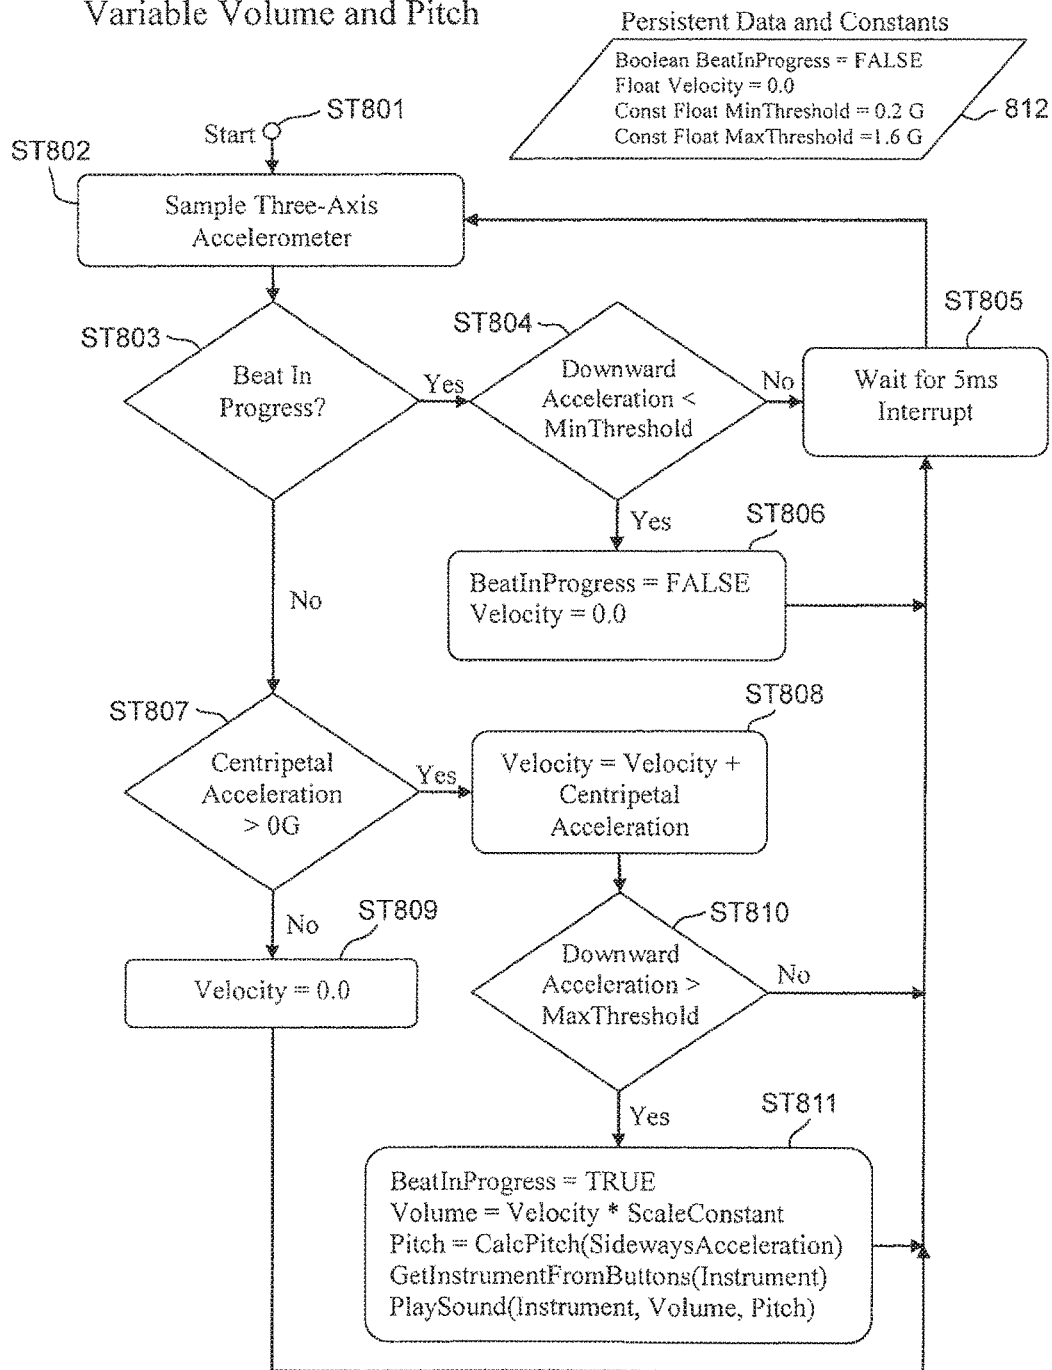 Variable Volume and Pitch
Persistent Data and Constants
Boolean BeatInProgress = FALSE
Float Velocity = 0.0
Const Float MinThreshold = 0.2 G
Const Float MaxThreshold =1.6 G
812
ST801
Start
ST802
Sample Three-Axis
Accelerometer
ST803
Beat In
Progress?
Yes
ST804
Downward
Acceleration <
MinThreshold
No
ST805
Wait for 5ms
Interrupt
Yes
ST806
BeatInProgress = FALSE
Velocity = 0.0
No
ST807
Centripetal
Acceleration
> 0G
Yes
ST808
Velocity = Velocity +
Centripetal
Acceleration
No
ST809
Velocity = 0.0
ST810
Downward
Acceleration >
MaxThreshold
No
Yes
ST811
BeatInProgress = TRUE
Volume = Velocity * ScaleConstant
Pitch = CalcPitch(SidewaysAcceleration)
GetInstrumentFromButtons(Instrument)
PlaySound(Instrument, Volume, Pitch)